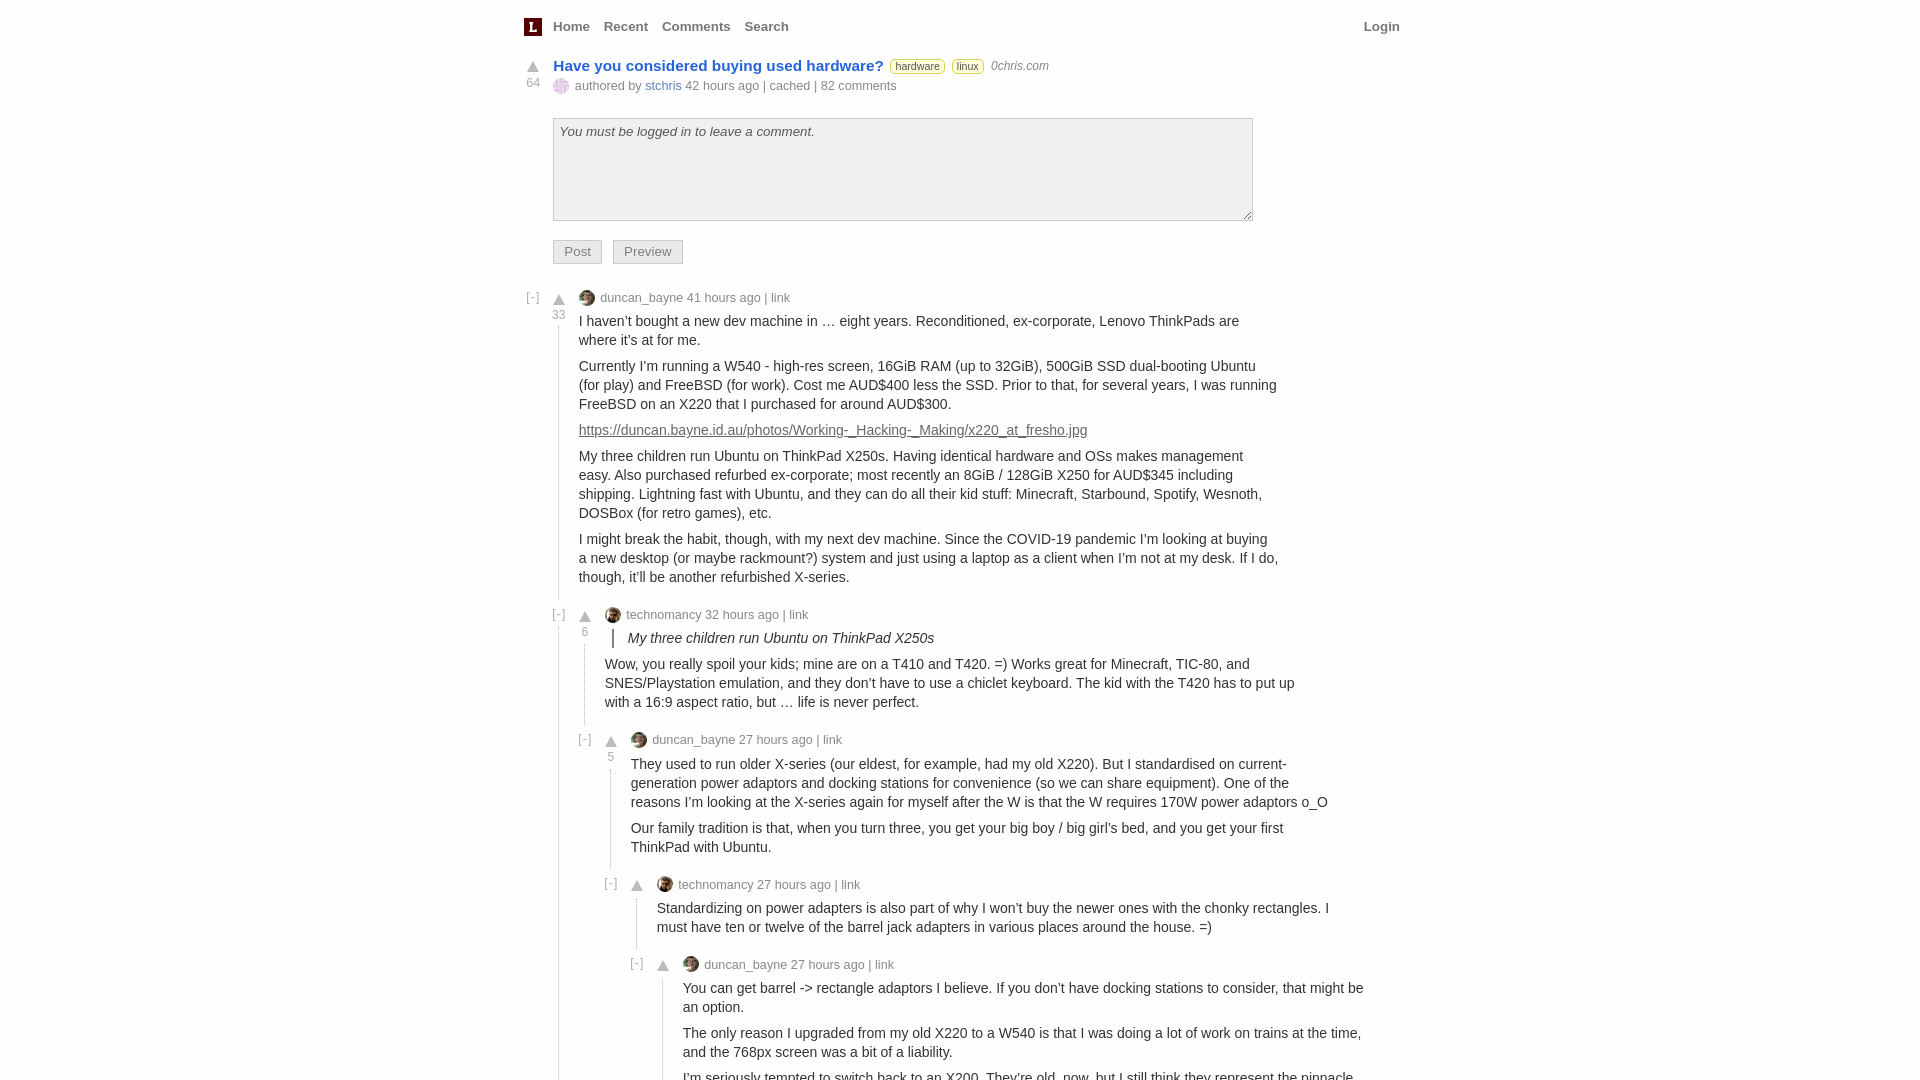 L Home Recent Comments Search Login
Have you considered buying used hardware? hardware linux 0chris.com
64 authored by stchris 42 hours ago | cached | 82 comments
You must be logged in to leave a comment.
Post Preview
[-] duncan_bayne 41 hours ago | link
33
I haven’t bought a new dev machine in … eight years. Reconditioned, ex-corporate, Lenovo ThinkPads are
where it’s at for me.
Currently I’m running a W540 - high-res screen, 16GiB RAM (up to 32GiB), 500GiB SSD dual-booting Ubuntu
(for play) and FreeBSD (for work). Cost me AUD$400 less the SSD. Prior to that, for several years, I was running
FreeBSD on an X220 that I purchased for around AUD$300.
https://duncan.bayne.id.au/photos/Working-_Hacking-_Making/x220_at_fresho.jpg
My three children run Ubuntu on ThinkPad X250s. Having identical hardware and OSs makes management
easy. Also purchased refurbed ex-corporate; most recently an 8GiB / 128GiB X250 for AUD$345 including
shipping. Lightning fast with Ubuntu, and they can do all their kid stuff: Minecraft, Starbound, Spotify, Wesnoth,
DOSBox (for retro games), etc.
I might break the habit, though, with my next dev machine. Since the COVID-19 pandemic I’m looking at buying
a new desktop (or maybe rackmount?) system and just using a laptop as a client when I’m not at my desk. If I do,
though, it’ll be another refurbished X-series.
[-] technomancy 32 hours ago | link
6
My three children run Ubuntu on ThinkPad X250s
Wow, you really spoil your kids; mine are on a T410 and T420. =) Works great for Minecraft, TIC-80, and
SNES/Playstation emulation, and they don’t have to use a chiclet keyboard. The kid with the T420 has to put up
with a 16:9 aspect ratio, but … life is never perfect.
[-] duncan_bayne 27 hours ago | link
5
They used to run older X-series (our eldest, for example, had my old X220). But I standardised on current-
generation power adaptors and docking stations for convenience (so we can share equipment). One of the
reasons I’m looking at the X-series again for myself after the W is that the W requires 170W power adaptors o_O
Our family tradition is that, when you turn three, you get your big boy / big girl’s bed, and you get your first
ThinkPad with Ubuntu.
[-] technomancy 27 hours ago | link
Standardizing on power adapters is also part of why I won’t buy the newer ones with the chonky rectangles. I
must have ten or twelve of the barrel jack adapters in various places around the house. =)
[-] duncan_bayne 27 hours ago | link
You can get barrel -> rectangle adaptors I believe. If you don’t have docking stations to consider, that might be
an option.
The only reason I upgraded from my old X220 to a W540 is that I was doing a lot of work on trains at the time,
and the 768px screen was a bit of a liability.
I’m seriously tempted to switch back to an X200. They’re old, now, but I still think they represent the pinnacle